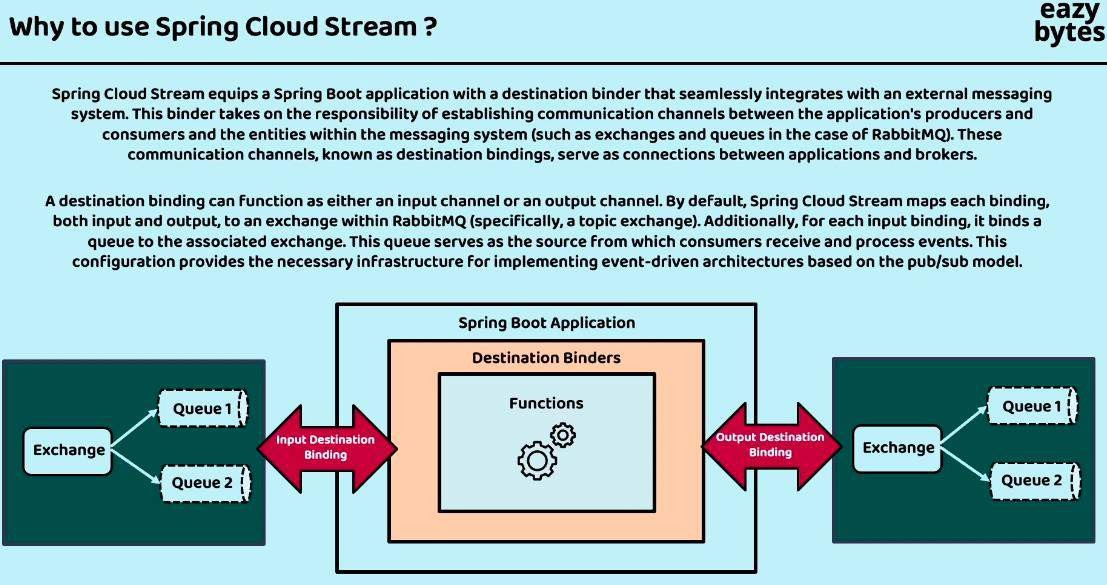 Why to use Spring Cloud Stream ?
eazy
bytes
Spring Cloud Stream equips a Spring Boot application with a destination binder that seamlessly integrates with an external messaging
system. This binder takes on the responsibility of establishing communication channels between the application's producers and
consumers and the entities within the messaging system (such as exchanges and queues in the case of RabbitMQ). These
communication channels, known as destination bindings, serve as connections between applications and brokers.
A destination binding can function as either an input channel or an output channel. By default, Spring Cloud Stream maps each binding,
both input and output, to an exchange within RabbitMQ (specifically, a topic exchange). Additionally, for each input binding, it binds a
queue to the associated exchange. This queue serves as the source from which consumers receive and process events. This
configuration provides the necessary infrastructure for implementing event-driven architectures based on the pub/sub model.
Spring Boot Application
Destination Binders
Functions
Exchange
Queue 1
Queue 2
Input Destination
Binding
Output Destination
Binding
Exchange
Queue 1
Queue 2